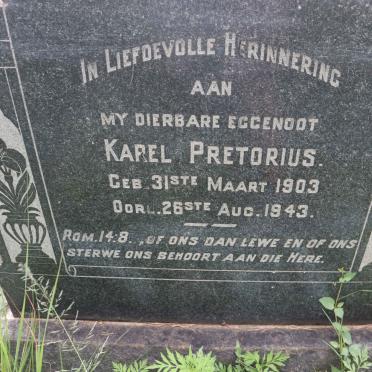 IN LIEFDEVOLLE HERINNERING
AAN
MY DIERBARE EGGENOOT
KAREL PRETORIUS.
GEB. 31STE MAART 1903
OORL. 26STE AUG. 1943.
ROM. 14:8. ,, OF ONS DAN LEWE EN OF ONS
STERWE ONS BEHOORT AAN DIE HERE.